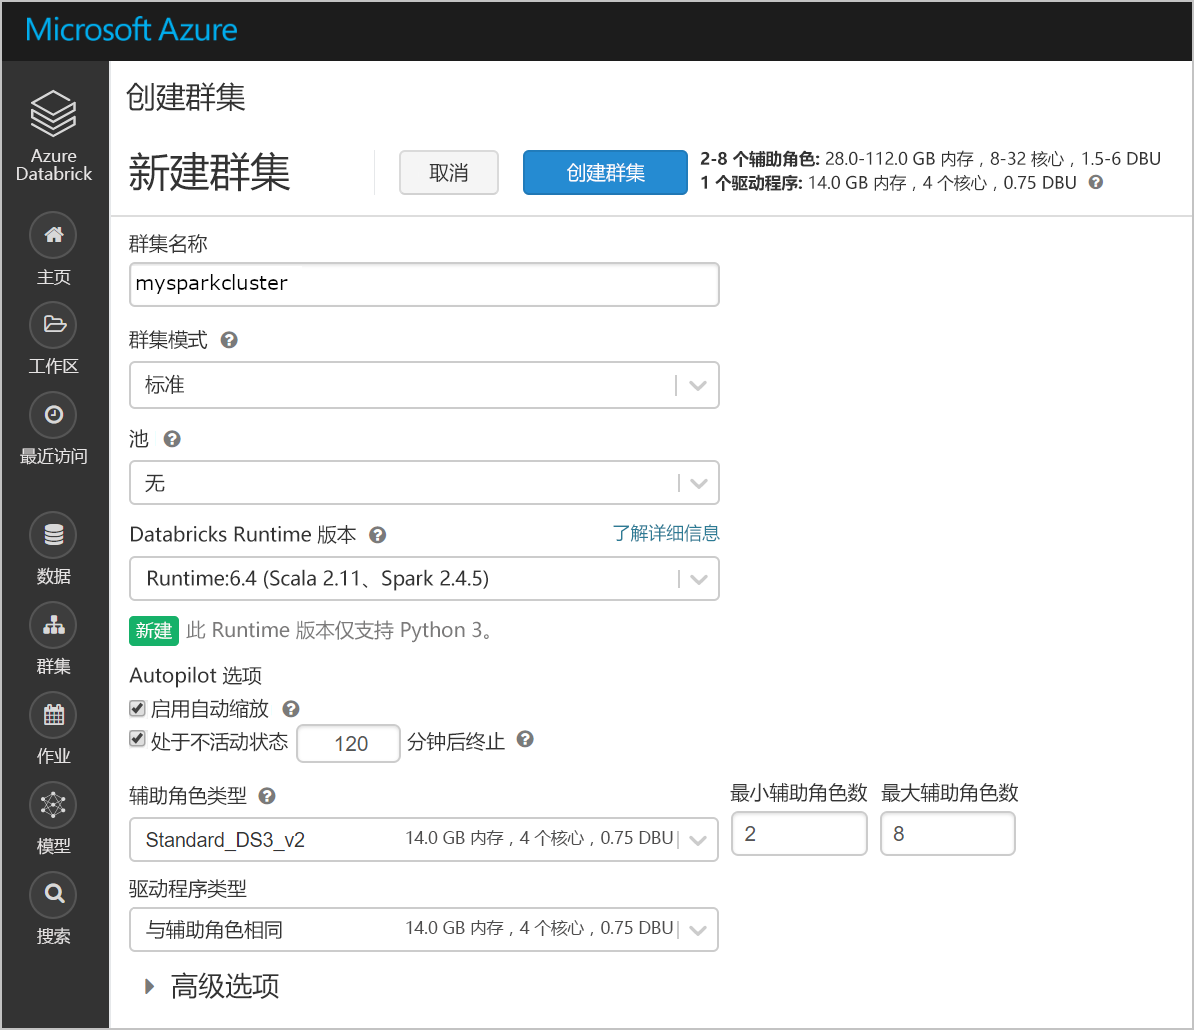 Microsoft Azure
Azure
Databrick
主页
工作区
最近访问
数据
群集
作业
模型
搜索
创建群集
新建群集
取消
创建群集
2-8 个辅助角色: 28.0-112.0 GB 内存，8-32 核心，1.5-6 DBU
1 个驱动程序: 14.0 GB 内存，4 个核心，0.75 DBU
群集名称
mysparkcluster
群集模式
标准
池
无
Databricks Runtime 版本 了解详细信息
Runtime:6.4 (Scala 2.11、Spark 2.4.5)
新建 此 Runtime 版本仅支持 Python 3。
Autopilot 选项
启用自动缩放
处于不活动状态 120 分钟后终止
辅助角色类型 最小辅助角色数 最大辅助角色数
Standard_DS3_v2 14.0 GB 内存，4 个核心，0.75 DBU 2 8
驱动程序类型
与辅助角色相同 14.0 GB 内存，4 个核心，0.75 DBU
高级选项